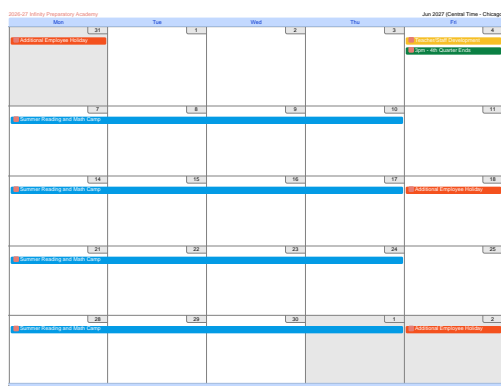 2026-27 Infinity Preparatory Academy
Jun 2027 (Central Time - Chicago
Mon Tue Wed Thu Fri
31 1 2 3 4
Additional Employee Holiday
Teacher/Staff Development
3pm - 4th Quarter Ends
7 8 9 10 11
Summer Reading and Math Camp
14 15 16 17 18
Summer Reading and Math Camp
Additional Employee Holiday
21 22 23 24 25
Summer Reading and Math Camp
28 29 30 1 2
Summer Reading and Math Camp
Additional Employee Holiday